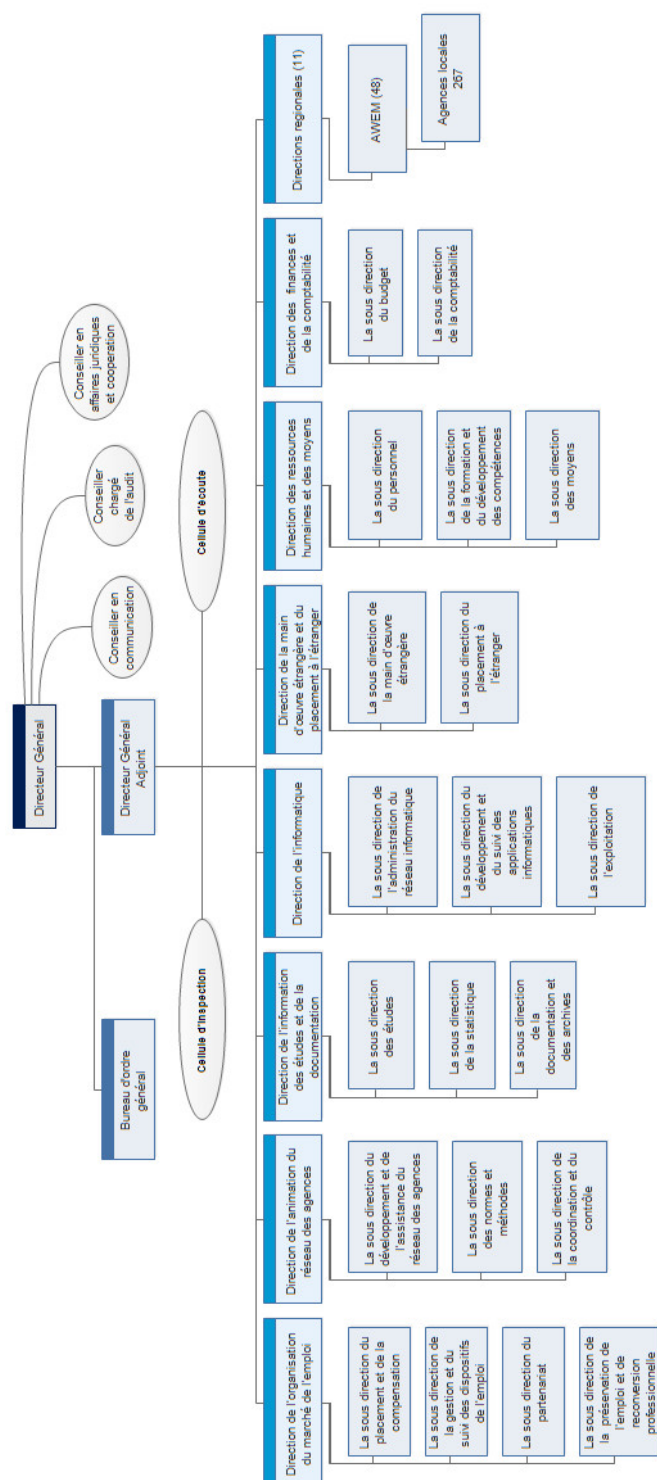 Directeur Général
Conseiller en
communication
Conseiller
chargé
de l'audit
Conseiller en
affaires juridiques
et cooperation
Bureau d'ordre
général
Directeur Général
Adjoint
Cellule d'inspection
Cellule d'écoute
Direction de l'organisation
du marché de l'emploi
La sous direction du
placement et de la
compensation
La sous direction de
la gestion et du
suivi des dispositifs
de l'emploi
La sous direction du
partenariat
La sous direction de
la préservation de
l'emploi et de
reconversion
professionnelle
Direction de l'animation du
réseau des agences
La sous direction du
développement et de
l'assistance du
réseau des agences
La sous direction
des normes et
méthodes
La sous direction de
la coordination et du
contrôle
Direction de l'information
des études et de la
documentation
La sous direction
des études
La sous direction
de la statistique
La sous direction
de la
documentation et
des archives
Direction de l'informatique
La sous direction de
l'administration du
réseau informatique
La sous direction du
développement et
du suivi des
applications
informatiques
La sous direction de
l'exploitation
Direction de la main
d'œuvre étrangère et du
placement à l'étranger
La sous direction de
la main d'œuvre
étrangère
La sous direction du
placement à
l'étranger
Direction des ressources
humaines et des moyens
La sous direction
du personnel
La sous direction
de la formation et
du développement
des compétences
La sous direction
des moyens
Direction des finances et
de la comptabilité
La sous direction
du budget
La sous direction
de la comptabilité
Directions regionales (11)
AWEM (48)
Agences locales
267